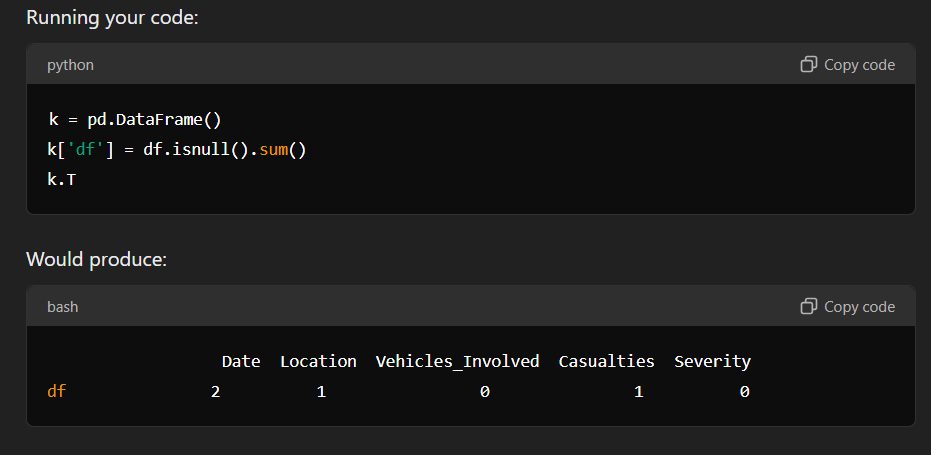 Running your code:
python
Copy code
k = pd.DataFrame()
k['df'] = df.isnull().sum()
k.T
Would produce:
bash
Copy code
Date Location Vehicles_Involved Casualties Severity
df 2 1 0 1 0